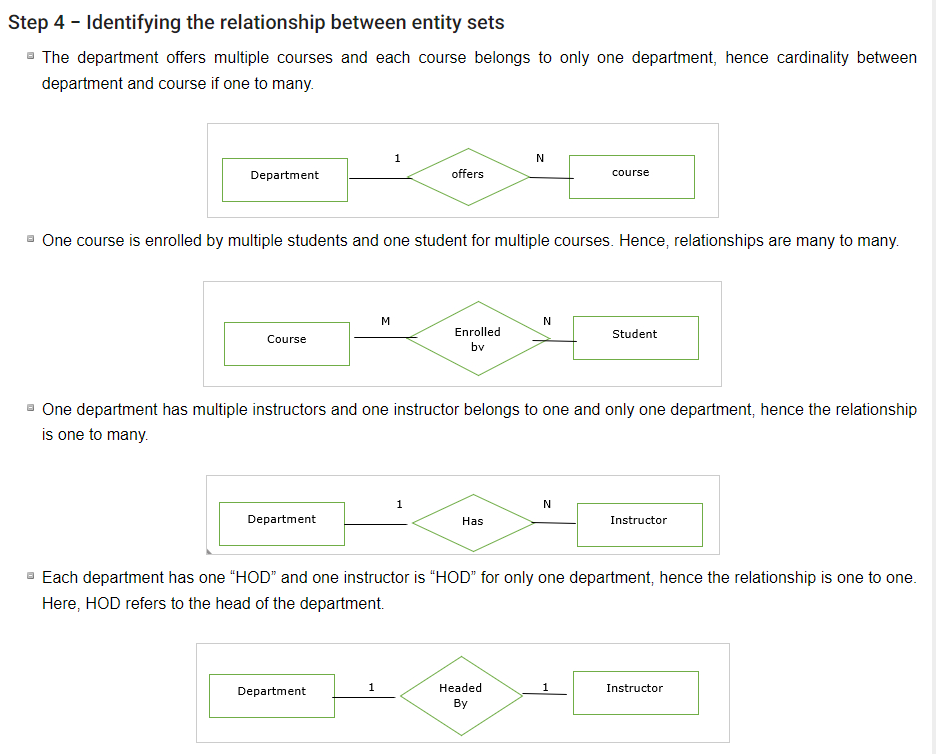 Step 4 – Identifying the relationship between entity sets
The department offers multiple courses and each course belongs to only one department, hence cardinality between
department and course if one to many.
1 N
Department offers course
One course is enrolled by multiple students and one student for multiple courses. Hence, relationships are many to many.
M N
Course Enrolled Student
by
One department has multiple instructors and one instructor belongs to one and only one department, hence the relationship
is one to many.
1 N
Department Has Instructor
Each department has one “HOD” and one instructor is “HOD” for only one department, hence the relationship is one to one.
Here, HOD refers to the head of the department.
Department 1 Headed 1 Instructor
By